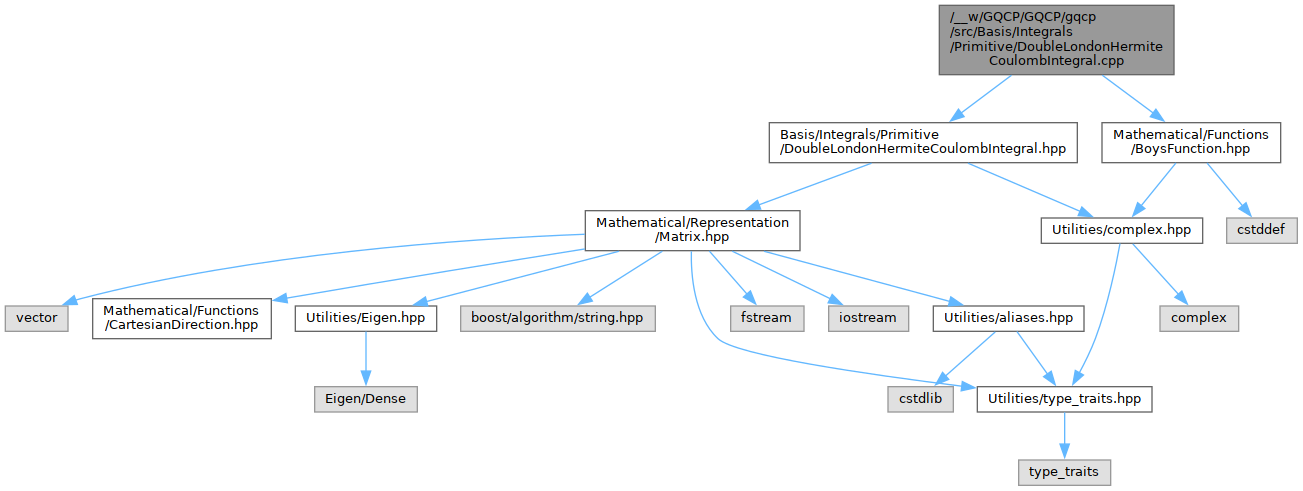 /__w/GQCP/GQCP/gqcp
/src/Basis/Integrals
/Primitive/DoubleLondonHermite
CoulombIntegral.cpp
Basis/Integrals/Primitive
/DoubleLondonHermiteCoulombIntegral.hpp
Mathematical/Functions
/BoysFunction.hpp
Mathematical/Representation
/Matrix.hpp
Utilities/complex.hpp
cstddef
vector
Mathematical/Functions
/CartesianDirection.hpp
Utilities/Eigen.hpp
boost/algorithm/string.hpp
fstream
iostream
Utilities/aliases.hpp
complex
Eigen/Dense
cstdlib
Utilities/type_traits.hpp
type_traits